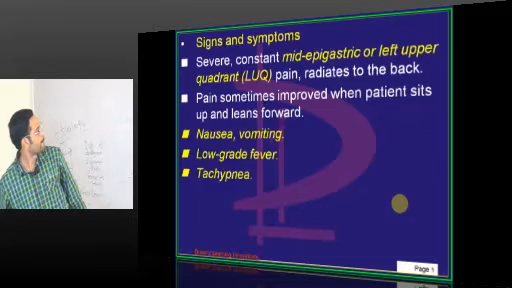 Signs and symptoms
Severe, constant mid-epigastric or left upper
quadrant (LUQ) pain, radiates to the back.
Pain sometimes improved when patient sits
up and leans forward.
Nausea, vomiting.
Low-grade fever.
Tachypnea.
Page 1